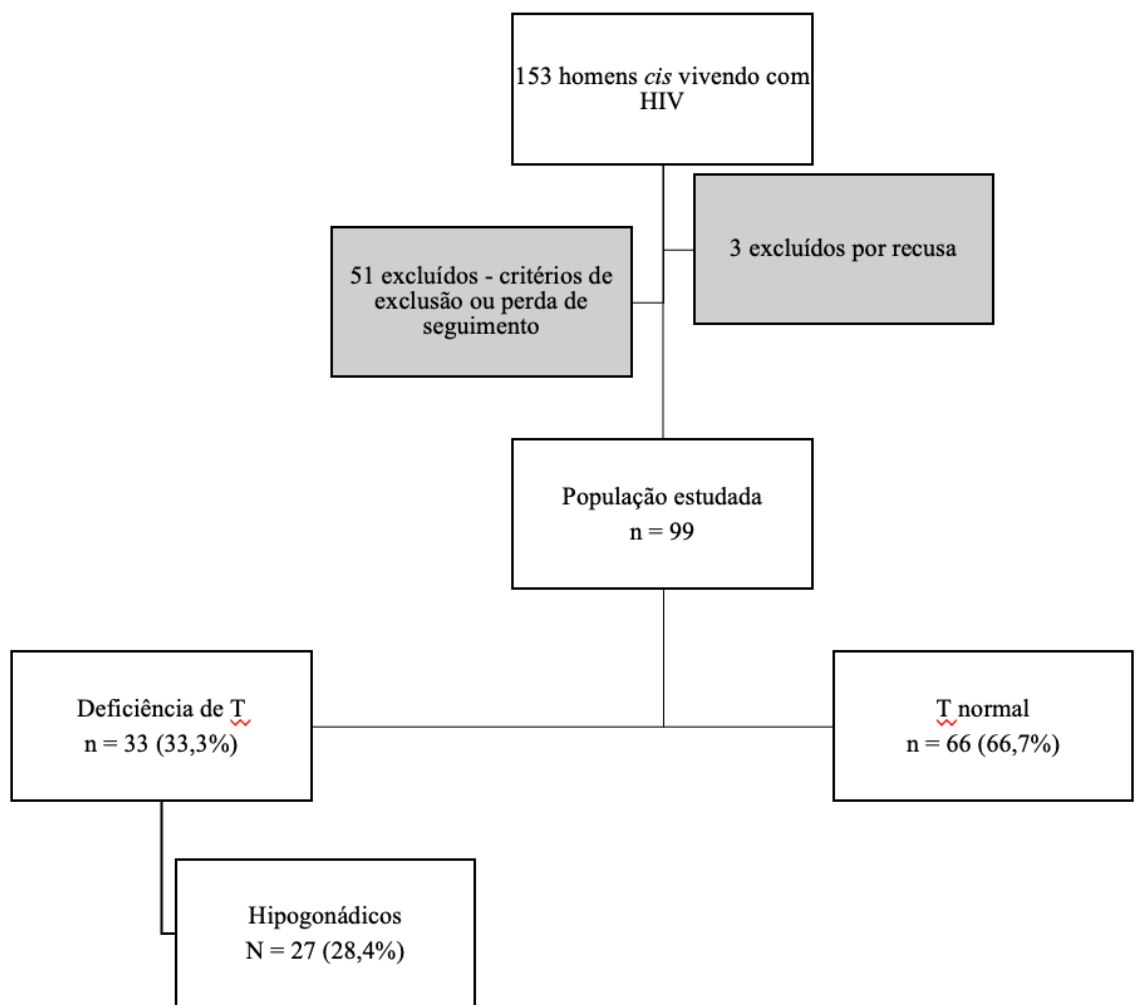 153 homens cis vivendo com
HIV
3 excluídos por recusa
51 excluídos - critérios de
exclusão ou perda de
seguimento
População estudada
n = 99
Deficiência de T
n = 33 (33,3%)
T normal
n = 66 (66,7%)
Hipogonádicos
N = 27 (28,4%)